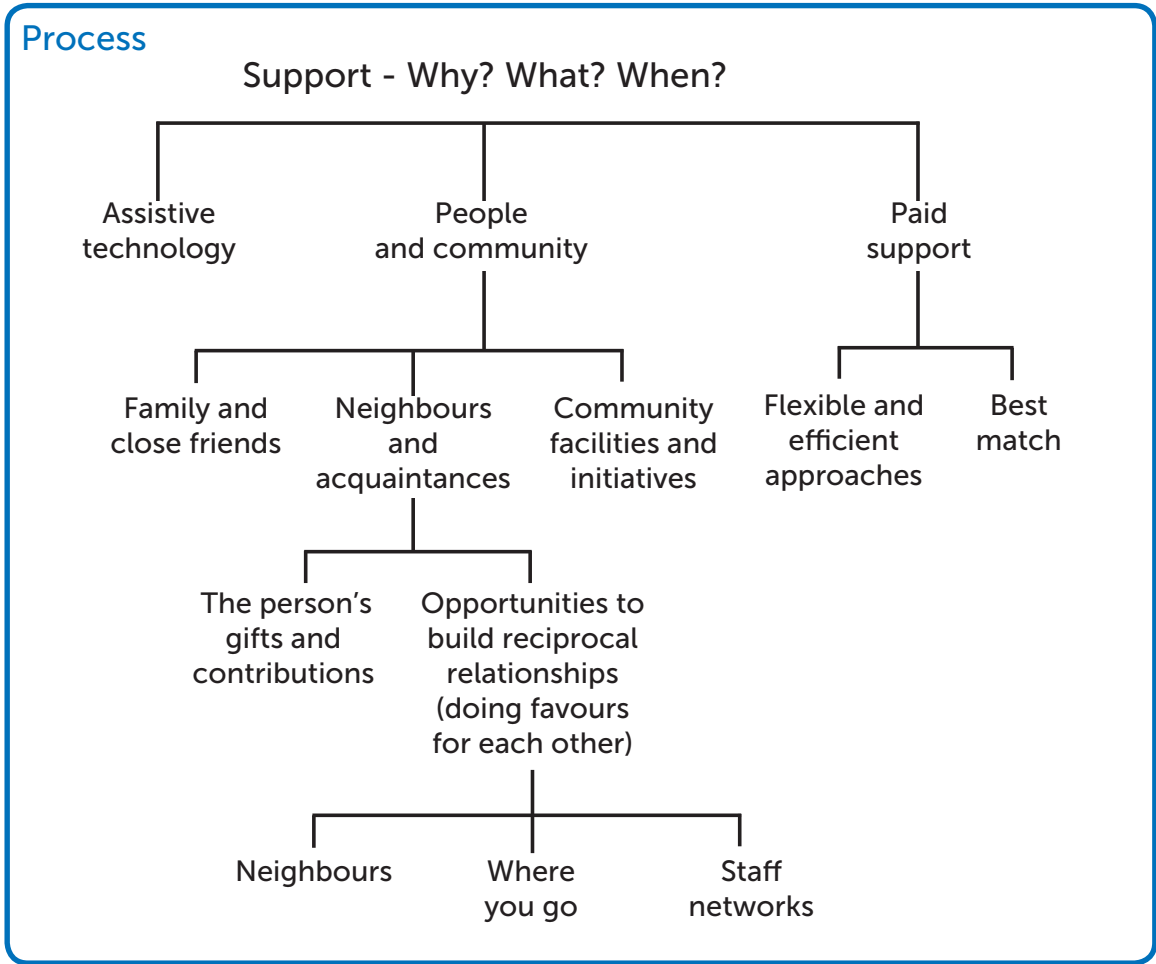 Process
Support - Why? What? When?
Assistive
technology
People
and community
Paid
support
Family and
close friends
Neighbours
and
acquaintances
Community
facilities and
initiatives
Flexible and
efficient
approaches
Best
match
The person’s
gifts and
contributions
Opportunities to
build reciprocal
relationships
(doing favours
for each other)
Neighbours
Where
you go
Staff
networks